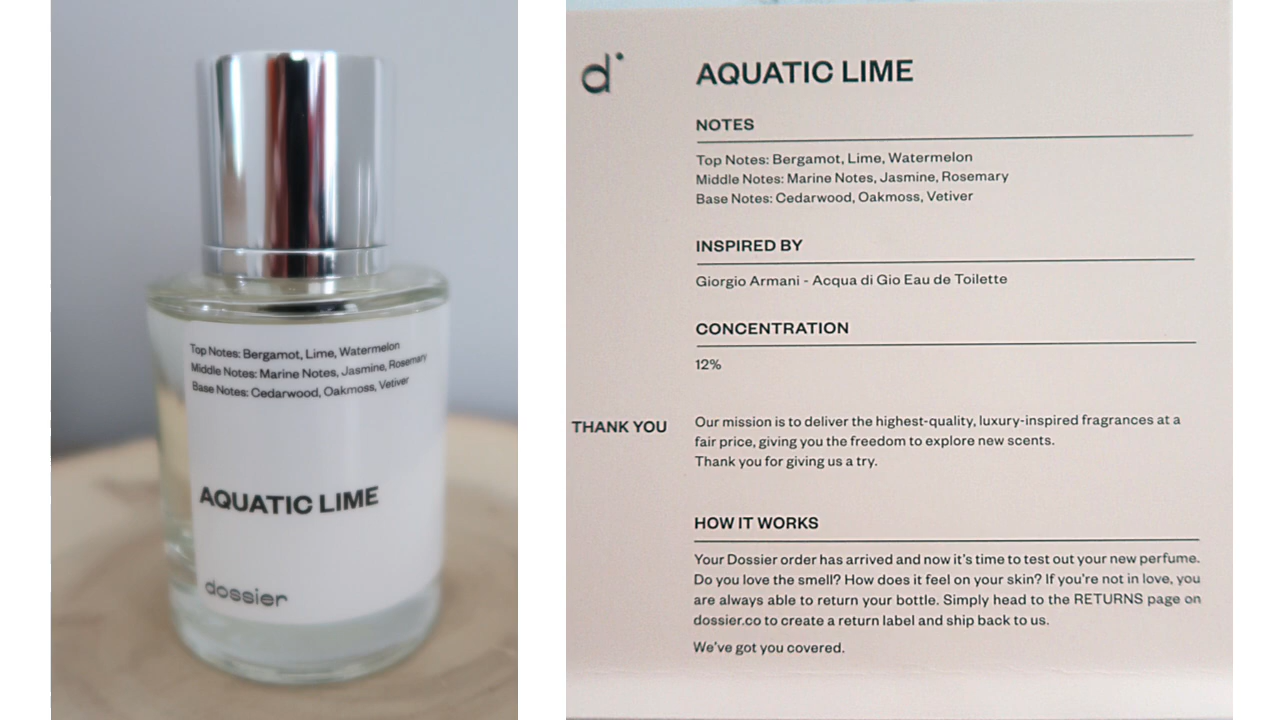 Top Notes: Bergamot, Lime, Watermelon
Middle Notes: Marine Notes, Jasmine, Rosemary
Base Notes: Cedarwood, Oakmoss, Vetiver
AQUATIC LIME
dossier
d
AQUATIC LIME
NOTES
Top Notes: Bergamot, Lime, Watermelon
Middle Notes: Marine Notes, Jasmine, Rosemary
Base Notes: Cedarwood, Oakmoss, Vetiver
INSPIRED BY
Giorgio Armani - Acqua di Gio Eau de Toilette
CONCENTRATION
12%
THANK YOU
Our mission is to deliver the highest-quality, luxury-inspired fragrances at a
fair price, giving you the freedom to explore new scents.
Thank you for giving us a try.
HOW IT WORKS
Your Dossier order has arrived and now it's time to test out your new perfume.
Do you love the smell? How does it feel on your skin? If you're not in love, you
are always able to return your bottle. Simply head to the RETURNS page on
dossier.co to create a return label and ship back to us.
We've got you covered.